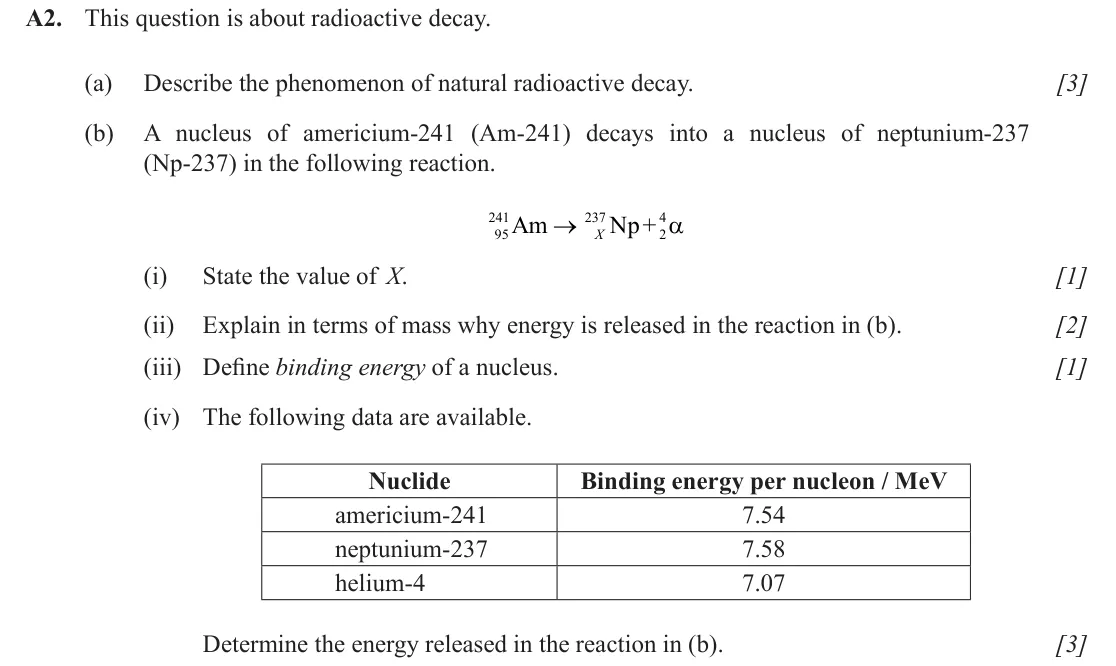 A2. This question is about radioactive decay.
(a) Describe the phenomenon of natural radioactive decay. [3]
(b) A nucleus of americium-241 (Am-241) decays into a nucleus of neptunium-237
(Np-237) in the following reaction.
²⁴¹₉₅Am → ²³⁷_X Np + ⁴₂α
(i) State the value of X. [1]
(ii) Explain in terms of mass why energy is released in the reaction in (b). [2]
(iii) Define binding energy of a nucleus. [1]
(iv) The following data are available.
Nuclide Binding energy per nucleon / MeV
americium-241 7.54
neptunium-237 7.58
helium-4 7.07
Determine the energy released in the reaction in (b). [3]